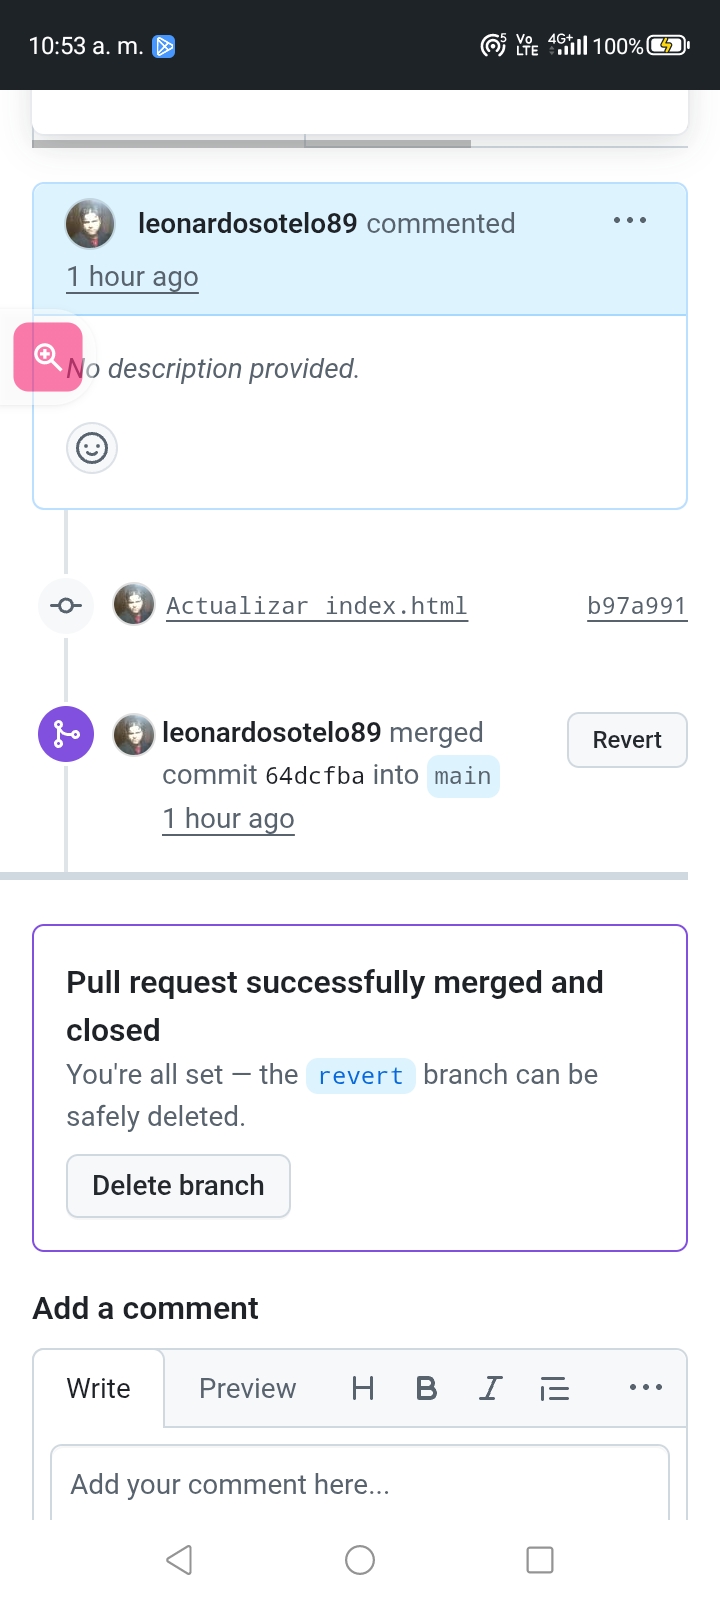 10:53 a. m.
5 Vo LTE 4G+ 100%
leonardosotelo89 commented
1 hour ago
No description provided.
Actualizar index.html b97a991
leonardosotelo89 merged
commit 64dcfba into main
1 hour ago
Revert
Pull request successfully merged and
closed
You're all set — the revert branch can be
safely deleted.
Delete branch
Add a comment
Write Preview H B I
Add your comment here...